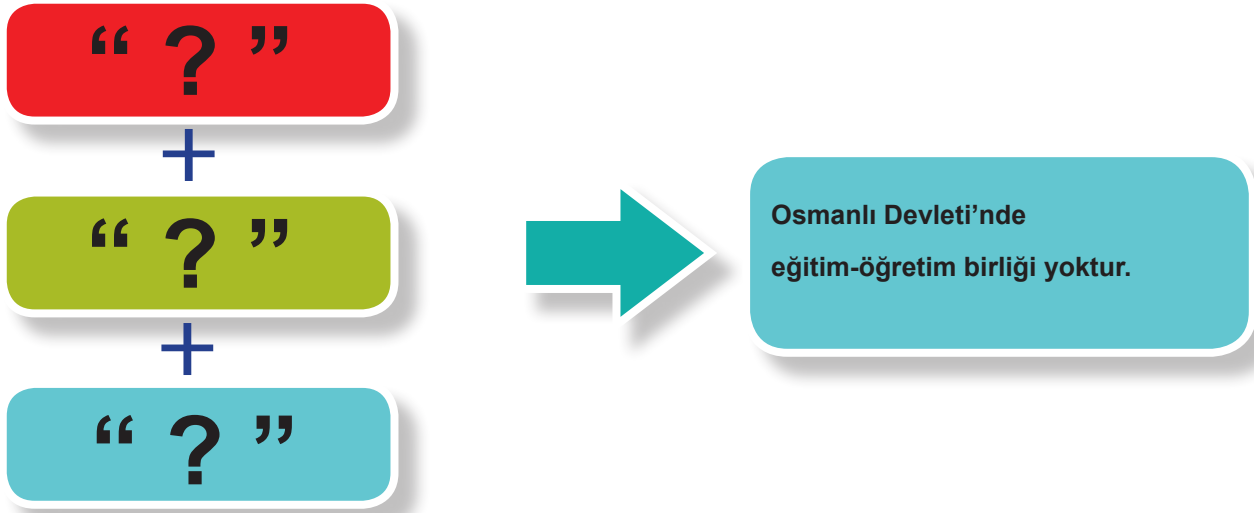 “ ? ”
+
“ ? ”
+
“ ? ”
Osmanlı Devleti’nde
eğitim-öğretim birliği yoktur.